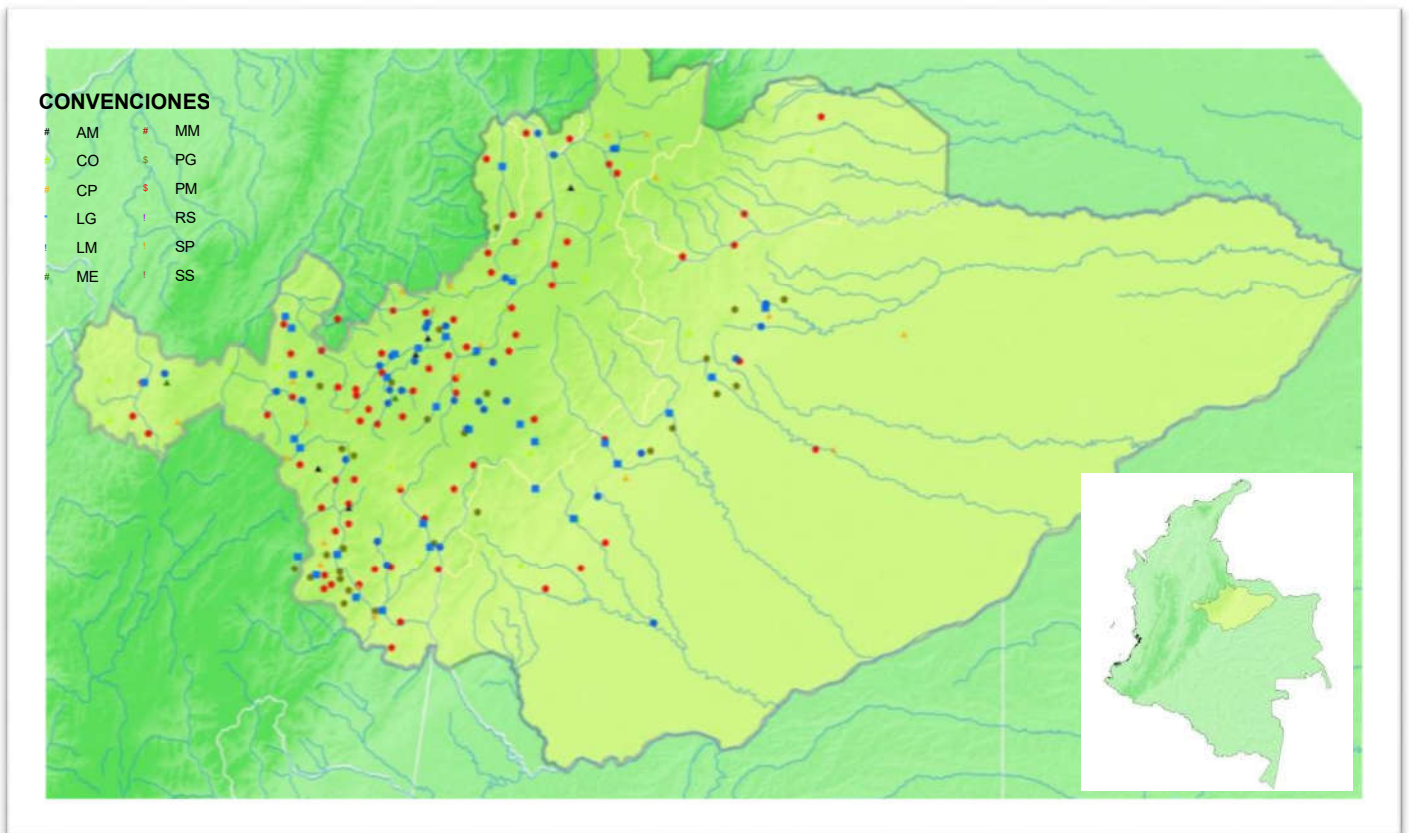 CONVENCIONES
# AM # MM
CO $ PG
# CP $ PM
LG ! RS
! LM ! SP
# ME ! SS